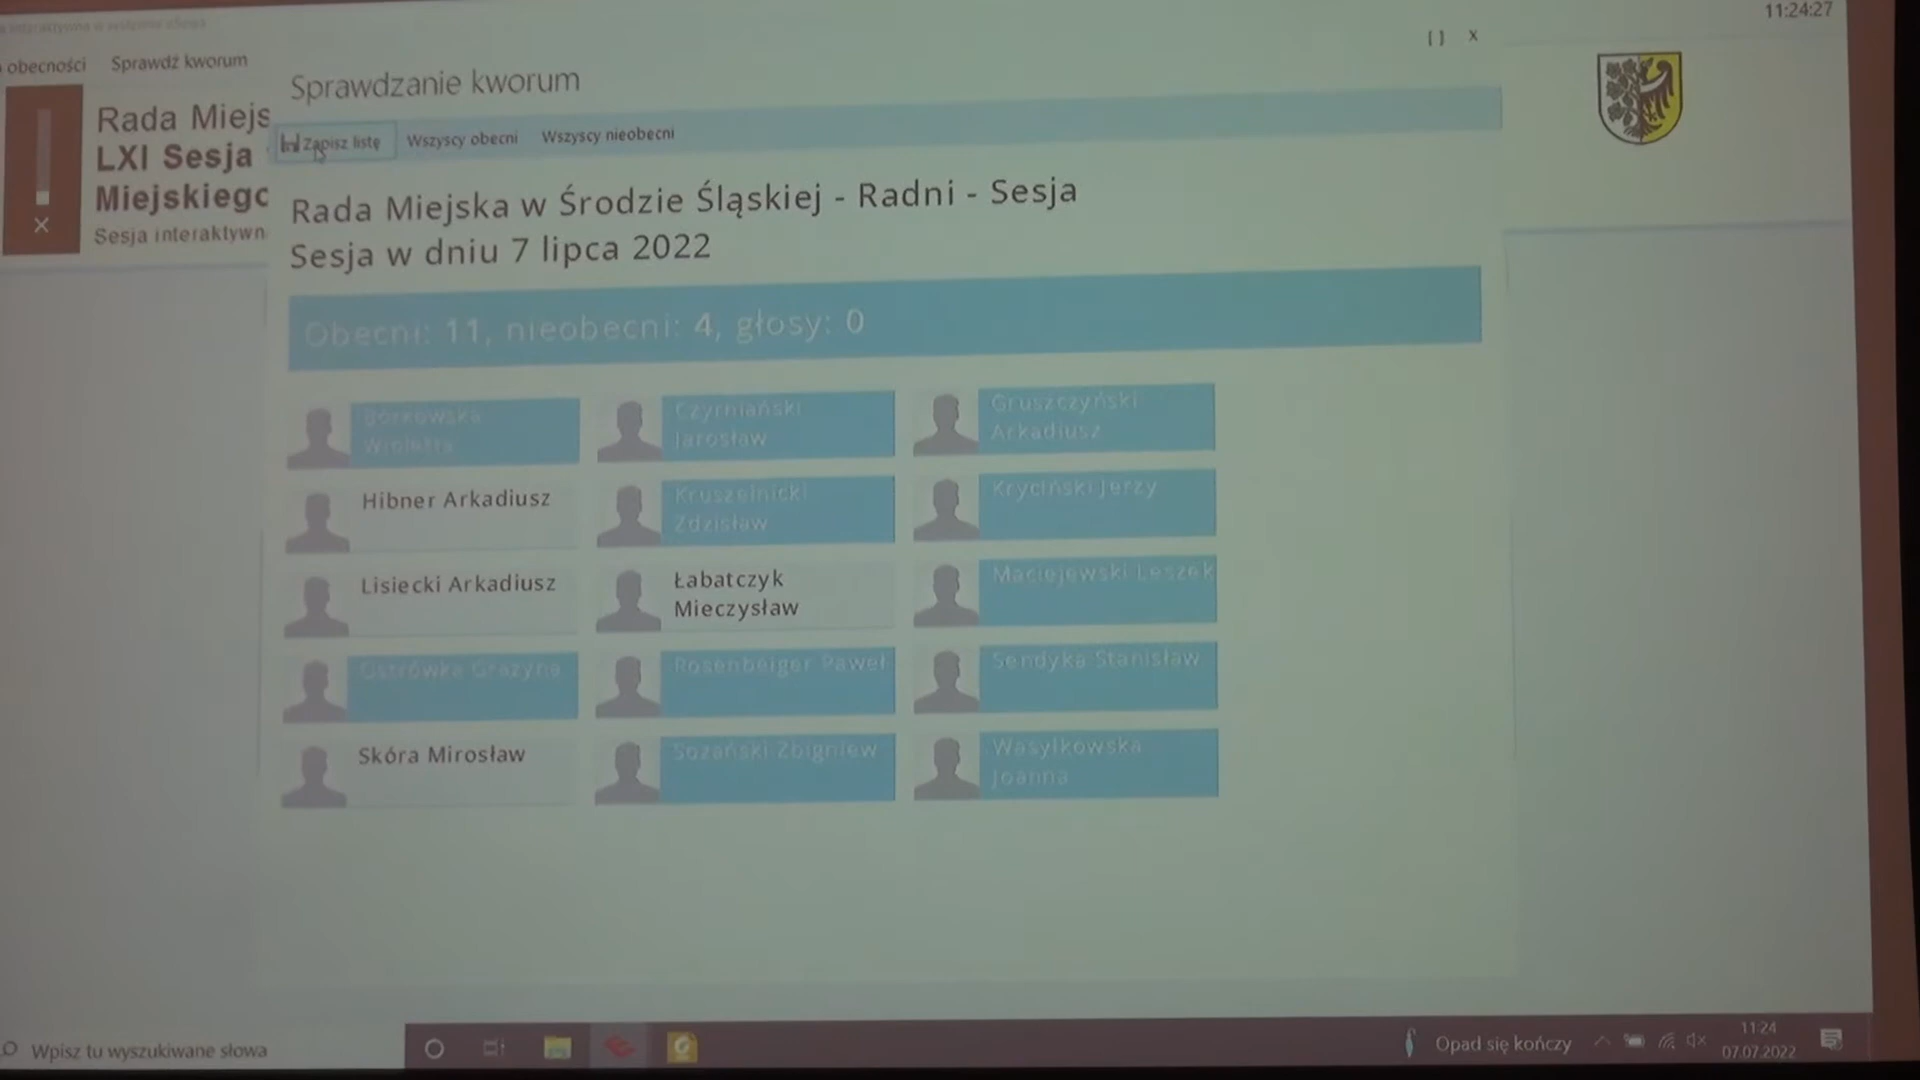 11:24:27
obecności Sprawdź kworum
[ ] x
Sprawdzanie kworum
Zapisz listę Wszyscy obecni Wszyscy nieobecni
Rada Miejs
LXI Sesja
Miejskiego
Sesja interaktywn
Rada Miejska w Środzie Śląskiej - Radni - Sesja
Sesja w dniu 7 lipca 2022
Obecni: 11, nieobecni: 4, głosy: 0
Borkowska
Wioletta
Czyrniański
Jarosław
Gruszczyński
Arkadiusz
Hibner Arkadiusz
Kruszelnicki
Zdzisław
Kryciński Jerzy
Lisiecki Arkadiusz
Łabatczyk
Mieczysław
Maciejewski Leszek
Ostrówka Grażyna
Rosenbeiger Paweł
Sendyka Stanisław
Skóra Mirosław
Sozański Zbigniew
Wasylkowska
Joanna
Wpisz tu wyszukiwane słowa
Opad się kończy
11:24
07.07.2022